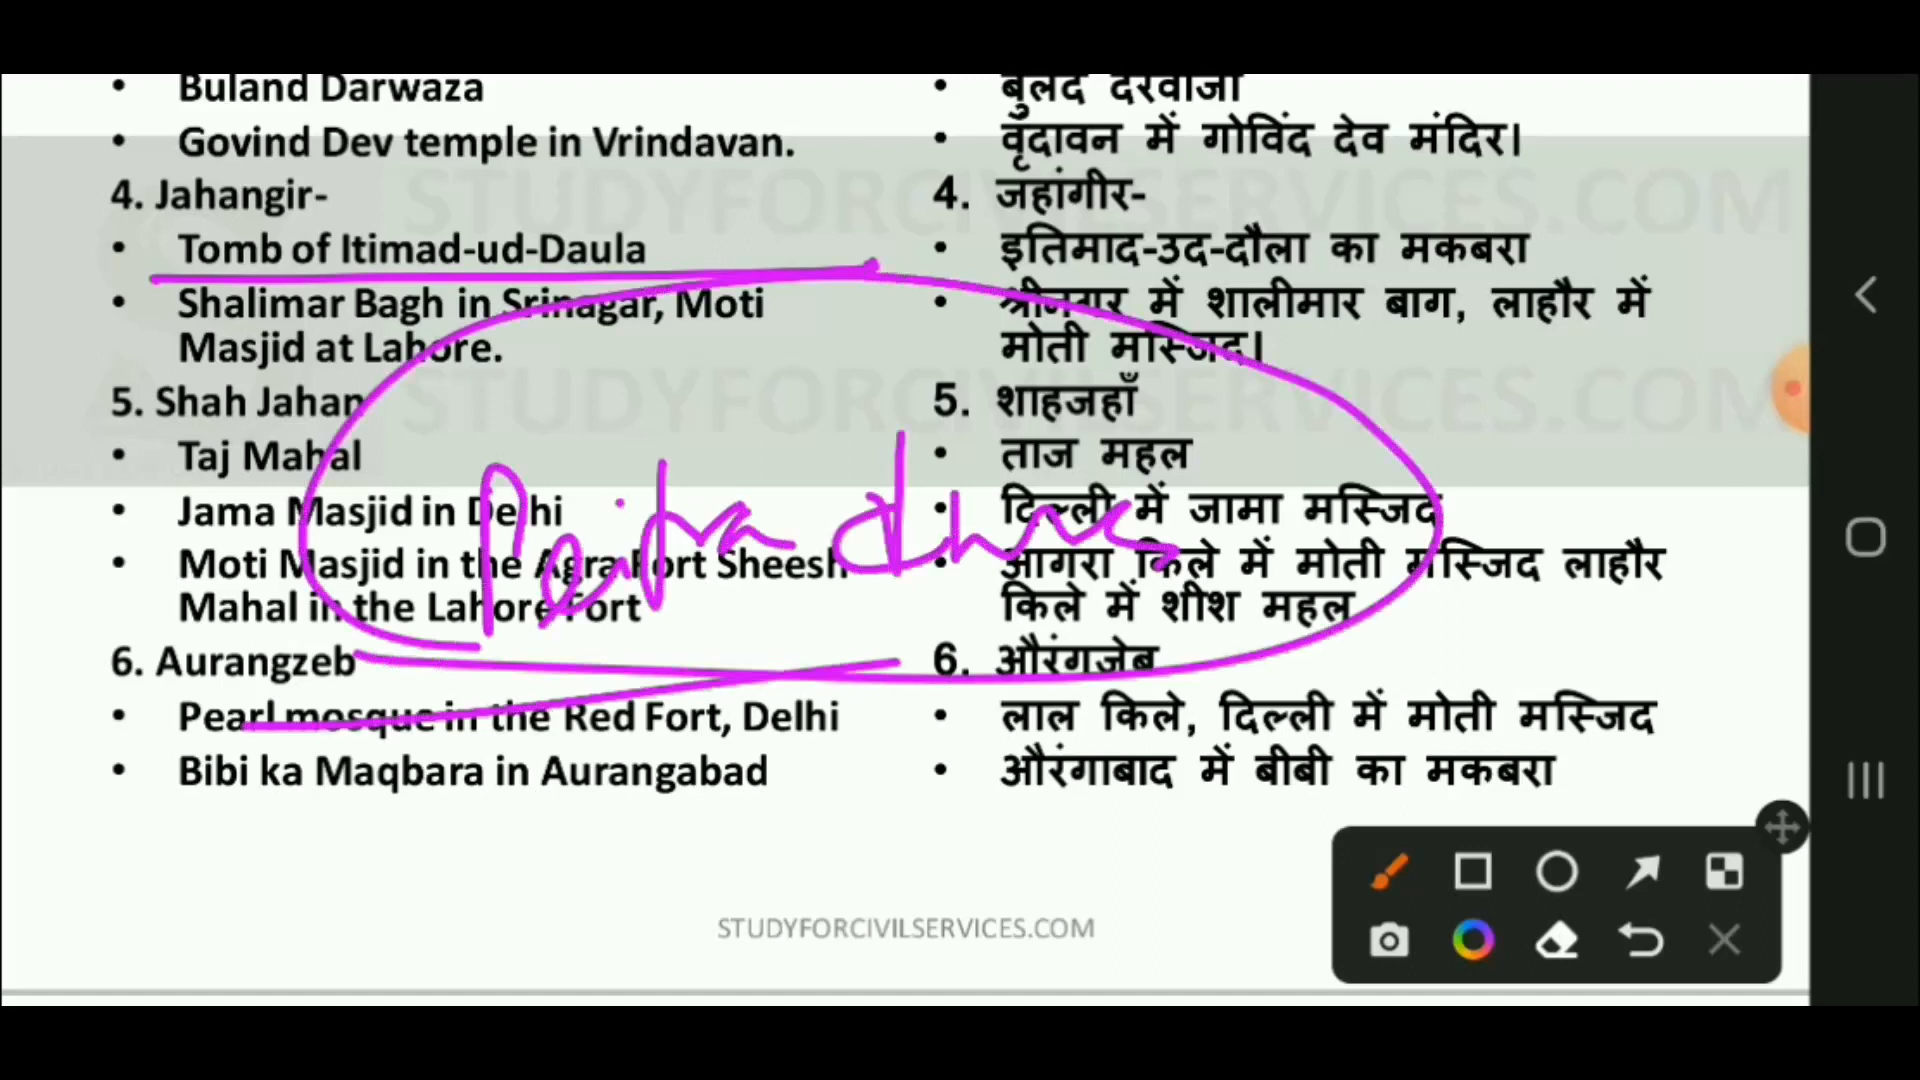 Buland Darwaza
Govind Dev temple in Vrindavan.
4. Jahangir-
Tomb of Itimad-ud-Daula
Shalimar Bagh in Srinagar, Moti
Masjid at Lahore.
5. Shah Jahan
Taj Mahal
Jama Masjid in Delhi
Moti Masjid in the Agra Fort Sheesh
Mahal in the Lahore Fort
6. Aurangzeb
Pearl mosque in the Red Fort, Delhi
Bibi ka Maqbara in Aurangabad
बुलंद दरवाजा
वृंदावन में गोविंद देव मंदिर।
4. जहांगीर-
इतिमाद-उद-दौला का मकबरा
श्रीनगर में शालीमार बाग, लाहौर में
मोती मस्जिद।
5. शाहजहाँ
ताज महल
दिल्ली में जामा मस्जिद
आगरा किले में मोती मस्जिद लाहौर
किले में शीश महल
6. औरंगजेब
लाल किले, दिल्ली में मोती मस्जिद
औरंगाबाद में बीबी का मकबरा
STUDYFORCIVILSERVICES.COM
STUDYFORCIVILSERVICES.COM
STUDYFORCIVILSERVICES.COM